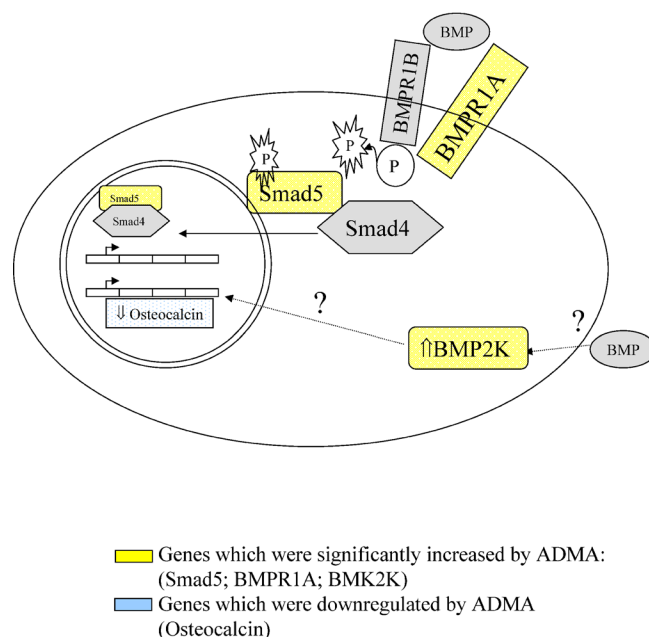 BMP
BMPR1B
BMPR1A
P
P
P
Smad5
Smad5
Smad4
Smad4
?
⇓ Osteocalcin
?
⇑BMP2K
BMP
Genes which were significantly increased by ADMA:
(Smad5; BMPR1A; BMK2K)
Genes which were downregulated by ADMA
(Osteocalcin)